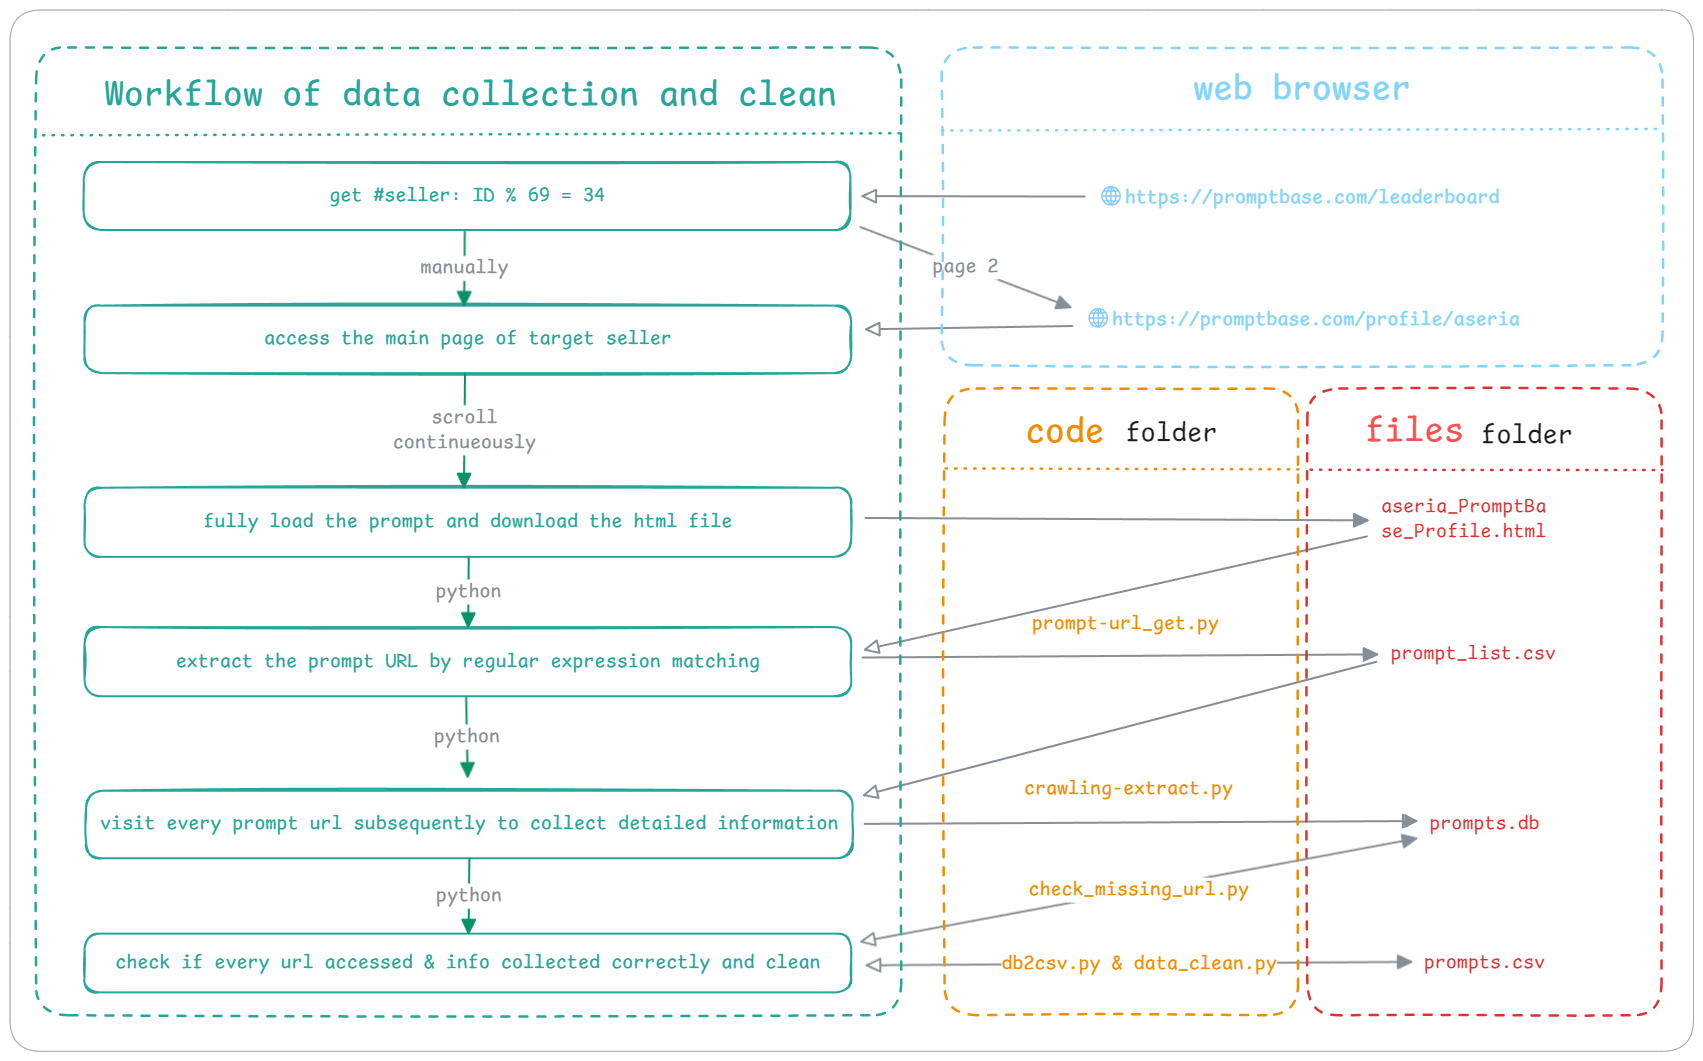 Workflow of data collection and clean
get #seller: ID % 69 = 34
manually
access the main page of target seller
scroll
continueously
fully load the prompt and download the html file
python
extract the prompt URL by regular expression matching
python
visit every prompt url subsequently to collect detailed information
python
check if every url accessed & info collected correctly and clean
web browser
https://promptbase.com/leaderboard
page 2
https://promptbase.com/profile/aseria
code folder
prompt-url_get.py
crawling-extract.py
check_missing_url.py
db2csv.py & data_clean.py
files folder
aseria_PromptBa
se_Profile.html
prompt_list.csv
prompts.db
prompts.csv